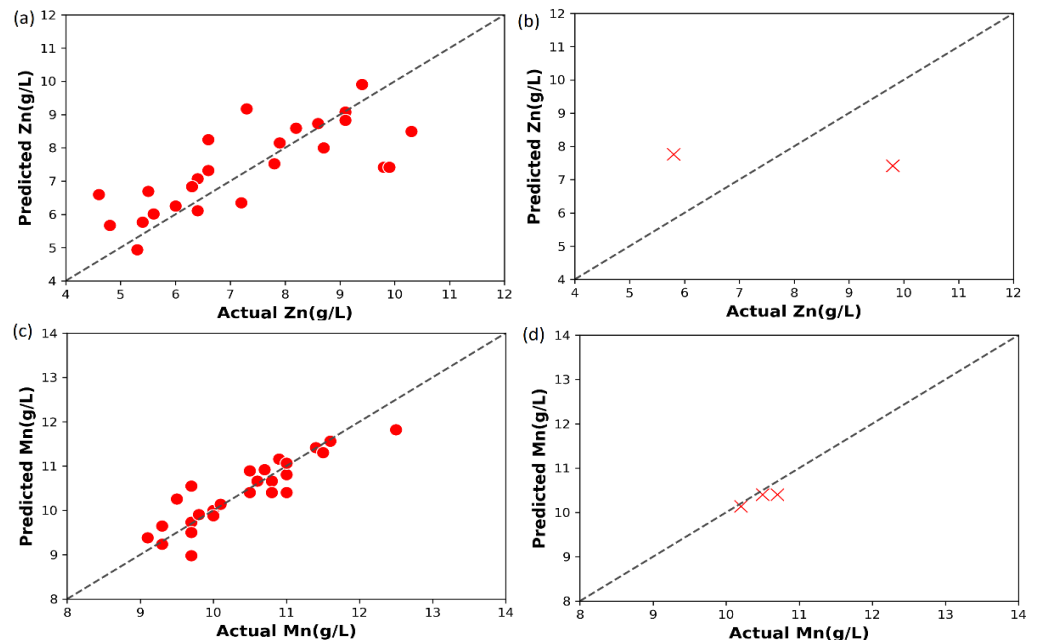 (a)
12
11
10
9
8
7
6
5
4
Predicted Zn(g/L)
4 5 6 7 8 9 10 11 12
Actual Zn(g/L)
(b)
12
11
10
9
8
7
6
5
4
Predicted Zn(g/L)
4 5 6 7 8 9 10 11 12
Actual Zn(g/L)
(c)
14
13
12
11
10
9
8
Predicted Mn(g/L)
8 9 10 11 12 13 14
Actual Mn(g/L)
(d)
14
13
12
11
10
9
8
Predicted Mn(g/L)
8 9 10 11 12 13 14
Actual Mn(g/L)